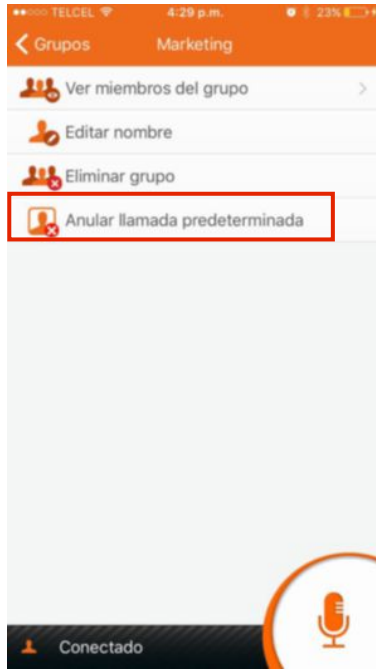 TELCEL 4:29 p.m. 23%
Grupos Marketing
Ver miembros del grupo
Editar nombre
Eliminar grupo
Anular llamada predeterminada
Conectado